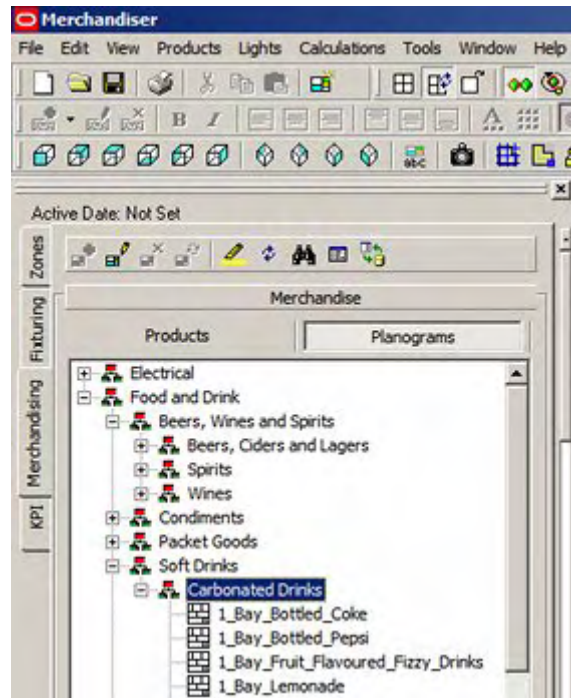 Merchandiser
File Edit View Products Lights Calculations Tools Window Help
B I A
abc
Active Date: Not Set
Zones
Fixturing
Merchandising
KPI
Merchandise
Products Planograms
Electrical
Food and Drink
Beers, Wines and Spirits
Beers, Ciders and Lagers
Spirits
Wines
Condiments
Packet Goods
Soft Drinks
Carbonated Drinks
1_Bay_Bottled_Coke
1_Bay_Bottled_Pepsi
1_Bay_Fruit_Flavoured_Fizzy_Drinks
1_Bay_Lemonade